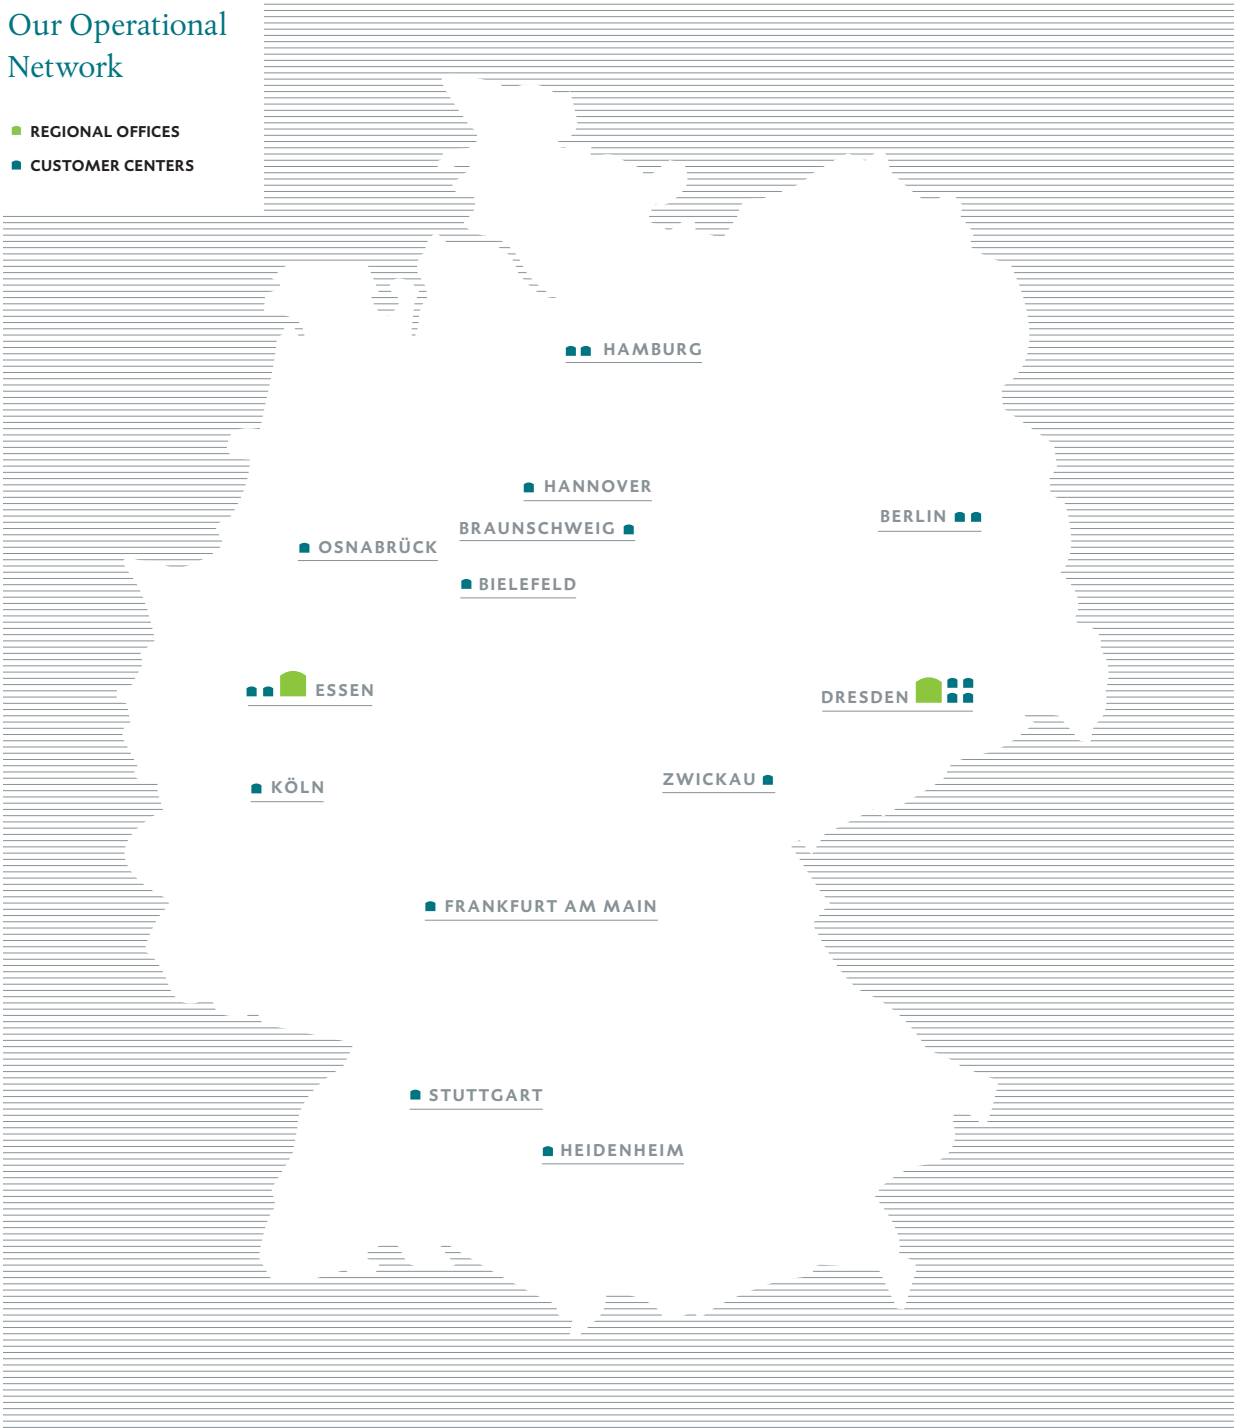 Our Operational
Network
REGIONAL OFFICES
CUSTOMER CENTERS
HAMBURG
HANNOVER
BERLIN
BRAUNSCHWEIG
OSNABRÜCK
BIELEFELD
ESSEN
DRESDEN
ZWICKAU
KÖLN
FRANKFURT AM MAIN
STUTTGART
HEIDENHEIM